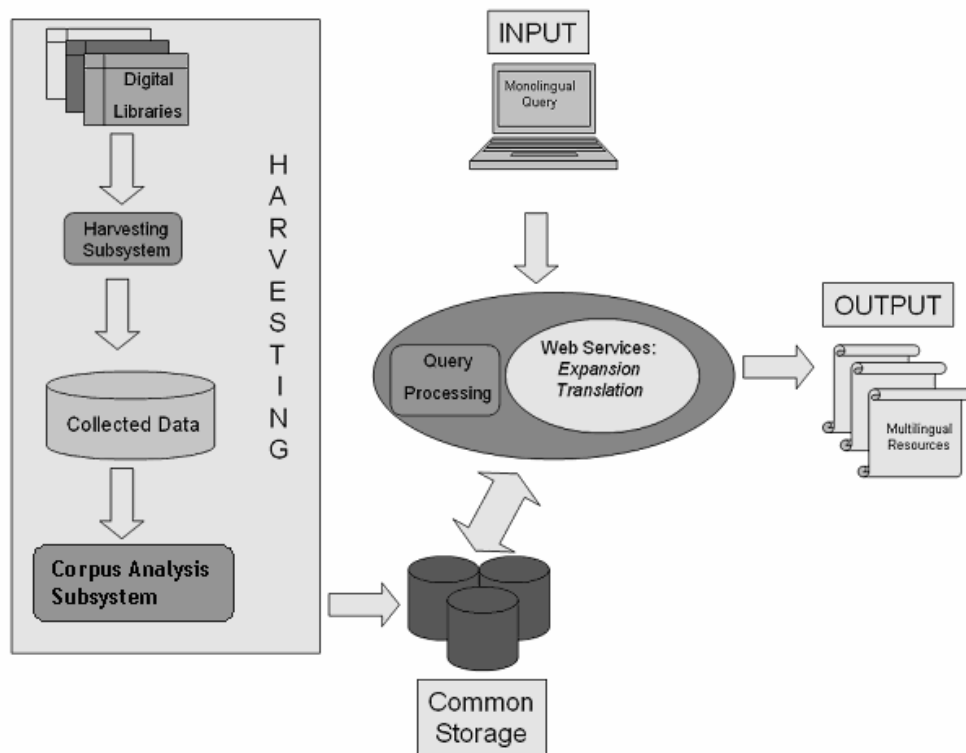 Digital
Libraries
Harvesting
Subsystem
Collected Data
Corpus Analysis
Subsystem
H
A
R
V
E
S
T
I
N
G
INPUT
Monolingual
Query
Query
Processing
Web Services:
Expansion
Translation
OUTPUT
Multilingual
Resources
Common
Storage